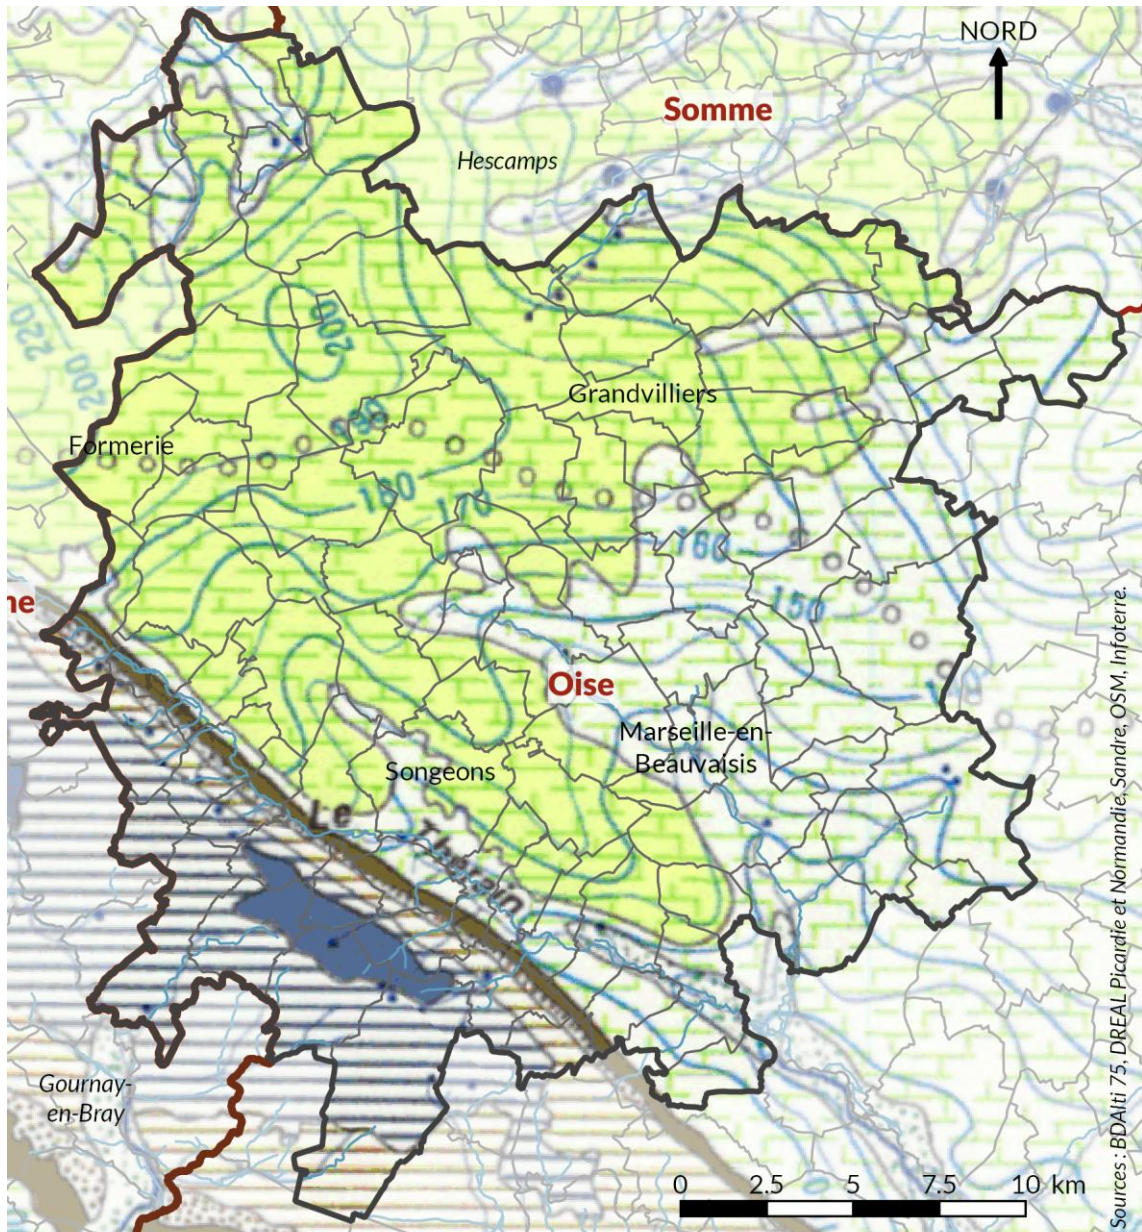 NORD
Somme
Hescamps
220
200
200
Grandvilliers
Formerie
180
170
160
150
ne
Oise
Marseille-en-
Beauvaisis
Songeons
Le
Thérain
Gournay-
en-Bray
0 2.5 5 7.5 10 km
Sources : BDAlti 75, DREAL Picardie et Normandie, Sandre, OSM, Infoterre.